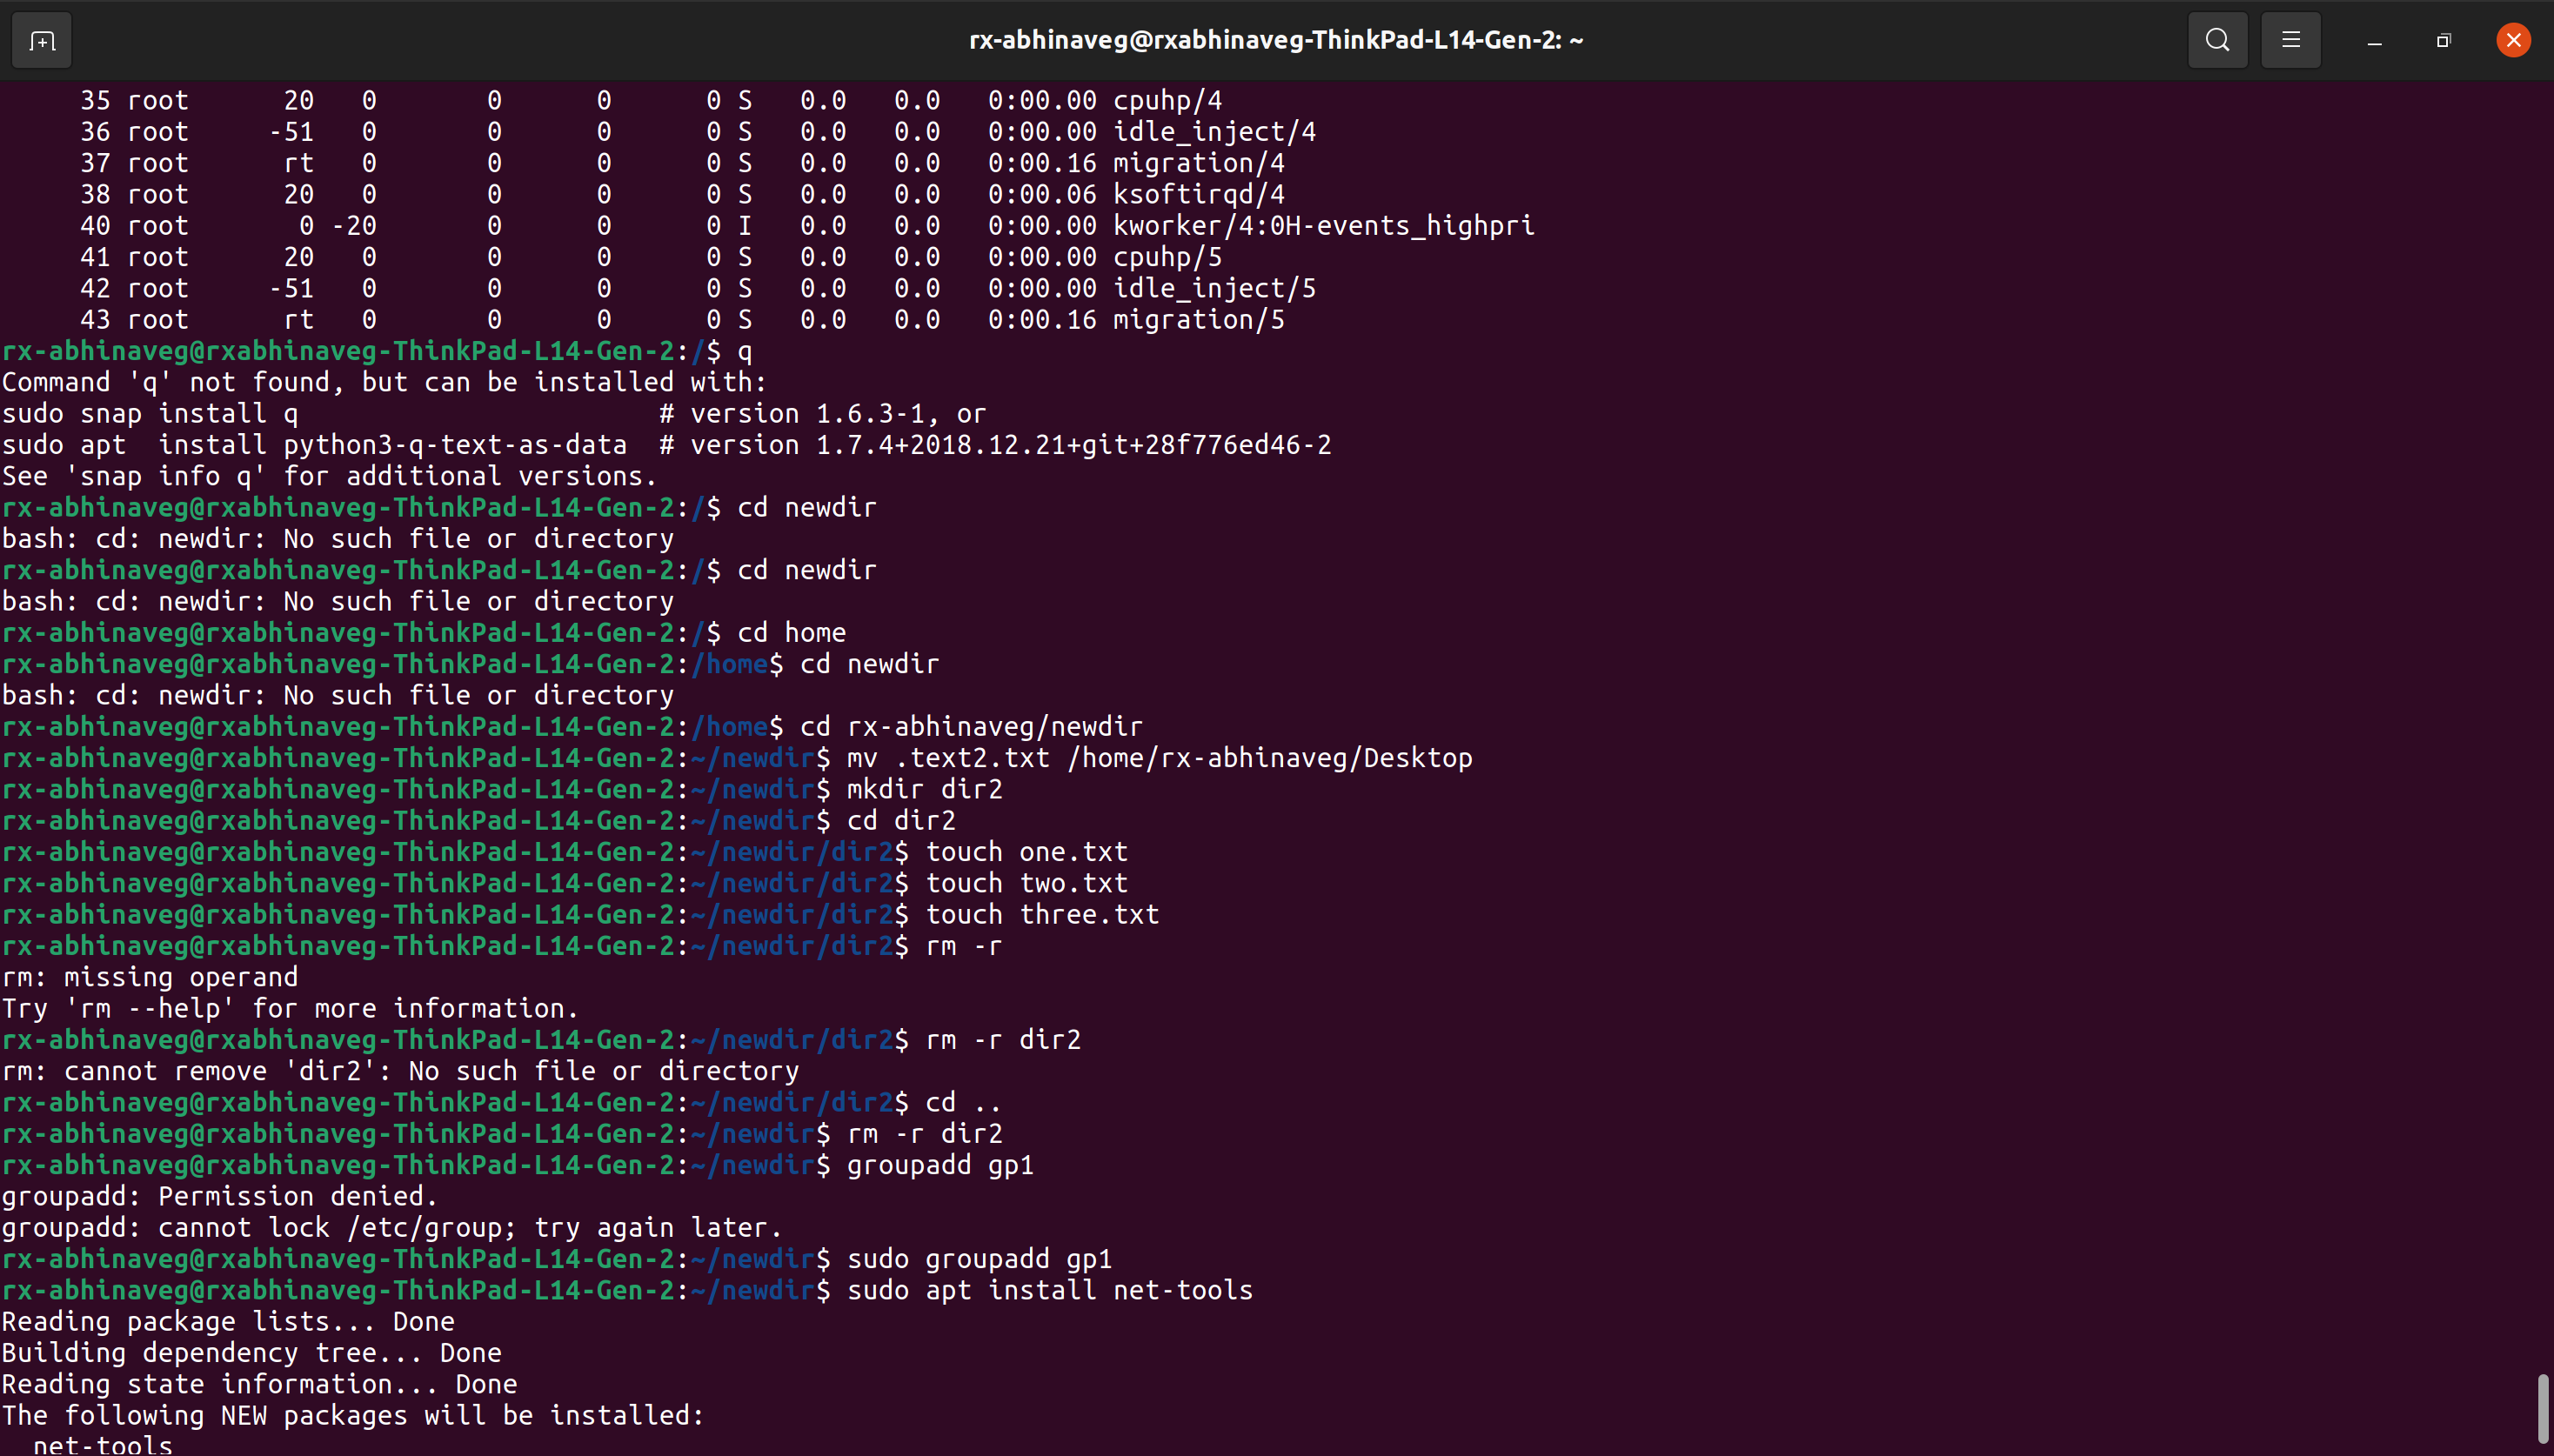 rx-abhinaveg@rxabhinaveg-ThinkPad-L14-Gen-2: ~
35 root 20 0 0 0 0 S 0.0 0.0 0:00.00 cpuhp/4
36 root -51 0 0 0 0 S 0.0 0.0 0:00.00 idle_inject/4
37 root rt 0 0 0 0 S 0.0 0.0 0:00.16 migration/4
38 root 20 0 0 0 0 S 0.0 0.0 0:00.06 ksoftirqd/4
40 root 0 -20 0 0 0 I 0.0 0.0 0:00.00 kworker/4:0H-events_highpri
41 root 20 0 0 0 0 S 0.0 0.0 0:00.00 cpuhp/5
42 root -51 0 0 0 0 S 0.0 0.0 0:00.00 idle_inject/5
43 root rt 0 0 0 0 S 0.0 0.0 0:00.16 migration/5
rx-abhinaveg@rxabhinaveg-ThinkPad-L14-Gen-2:/$ q
Command 'q' not found, but can be installed with:
sudo snap install q # version 1.6.3-1, or
sudo apt install python3-q-text-as-data # version 1.7.4+2018.12.21+git+28f776ed46-2
See 'snap info q' for additional versions.
rx-abhinaveg@rxabhinaveg-ThinkPad-L14-Gen-2:/$ cd newdir
bash: cd: newdir: No such file or directory
rx-abhinaveg@rxabhinaveg-ThinkPad-L14-Gen-2:/$ cd newdir
bash: cd: newdir: No such file or directory
rx-abhinaveg@rxabhinaveg-ThinkPad-L14-Gen-2:/$ cd home
rx-abhinaveg@rxabhinaveg-ThinkPad-L14-Gen-2:/home$ cd newdir
bash: cd: newdir: No such file or directory
rx-abhinaveg@rxabhinaveg-ThinkPad-L14-Gen-2:/home$ cd rx-abhinaveg/newdir
rx-abhinaveg@rxabhinaveg-ThinkPad-L14-Gen-2:~/newdir$ mv .text2.txt /home/rx-abhinaveg/Desktop
rx-abhinaveg@rxabhinaveg-ThinkPad-L14-Gen-2:~/newdir$ mkdir dir2
rx-abhinaveg@rxabhinaveg-ThinkPad-L14-Gen-2:~/newdir$ cd dir2
rx-abhinaveg@rxabhinaveg-ThinkPad-L14-Gen-2:~/newdir/dir2$ touch one.txt
rx-abhinaveg@rxabhinaveg-ThinkPad-L14-Gen-2:~/newdir/dir2$ touch two.txt
rx-abhinaveg@rxabhinaveg-ThinkPad-L14-Gen-2:~/newdir/dir2$ touch three.txt
rx-abhinaveg@rxabhinaveg-ThinkPad-L14-Gen-2:~/newdir/dir2$ rm -r
rm: missing operand
Try 'rm --help' for more information.
rx-abhinaveg@rxabhinaveg-ThinkPad-L14-Gen-2:~/newdir/dir2$ rm -r dir2
rm: cannot remove 'dir2': No such file or directory
rx-abhinaveg@rxabhinaveg-ThinkPad-L14-Gen-2:~/newdir/dir2$ cd ..
rx-abhinaveg@rxabhinaveg-ThinkPad-L14-Gen-2:~/newdir$ rm -r dir2
rx-abhinaveg@rxabhinaveg-ThinkPad-L14-Gen-2:~/newdir$ groupadd gp1
groupadd: Permission denied.
groupadd: cannot lock /etc/group; try again later.
rx-abhinaveg@rxabhinaveg-ThinkPad-L14-Gen-2:~/newdir$ sudo groupadd gp1
rx-abhinaveg@rxabhinaveg-ThinkPad-L14-Gen-2:~/newdir$ sudo apt install net-tools
Reading package lists... Done
Building dependency tree... Done
Reading state information... Done
The following NEW packages will be installed:
net-tools